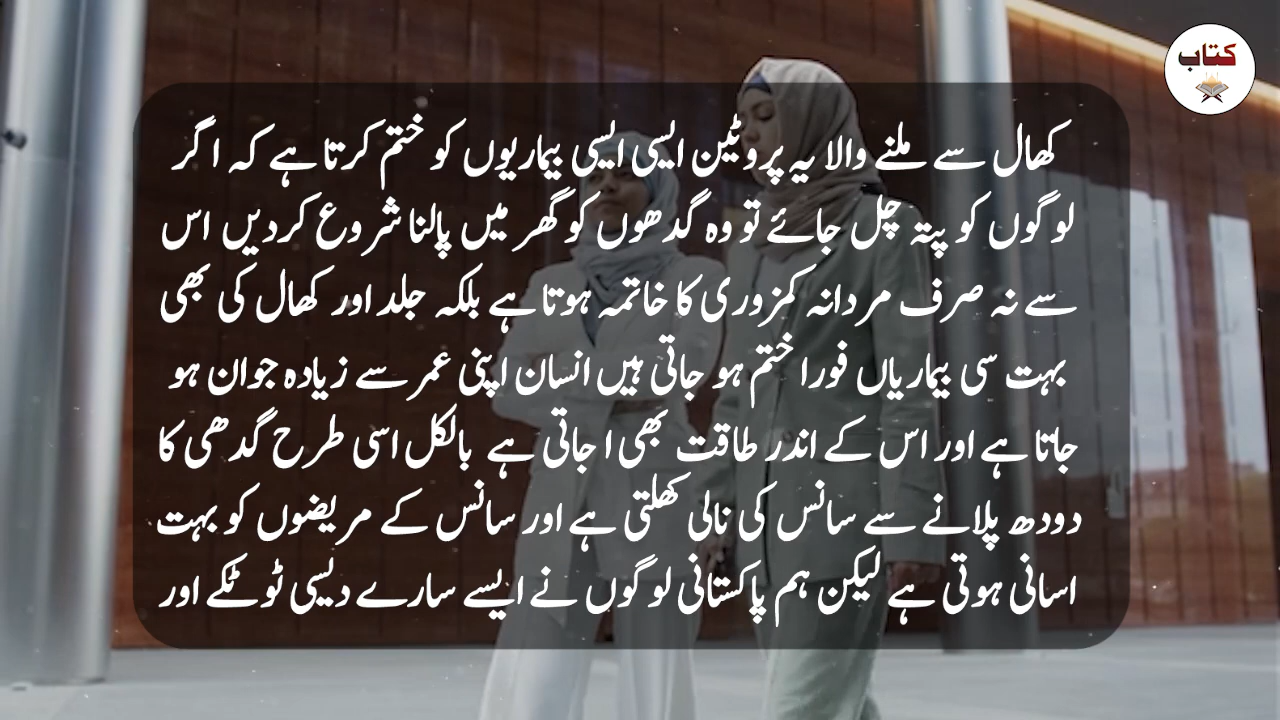 کتاب
کھال سے ملنے والا یہ پروٹین ایسی ایسی بیماریوں کو ختم کرتا ہے کہ اگر
لوگوں کو پتہ چل جائے تو وہ گدھوں کو گھر میں پالنا شروع کردیں اس
سے نہ صرف مردانہ کمزوری کا خاتمہ ہوتا ہے بلکہ جلد اور کھال کی بھی
بہت سی بیماریاں فورا ختم ہو جاتی ہیں انسان اپنی عمر سے زیادہ جوان ہو
جاتا ہے اور اس کے اندر طاقت بھی ا جاتی ہے بالکل اسی طرح گدھی کا
دودھ پلانے سے سانس کی نالی کھلتی ہے اور سانس کے مریضوں کو بہت
اسانی ہوتی ہے لیکن ہم پاکستانی لوگوں نے ایسے سارے دیسی ٹوٹکے اور